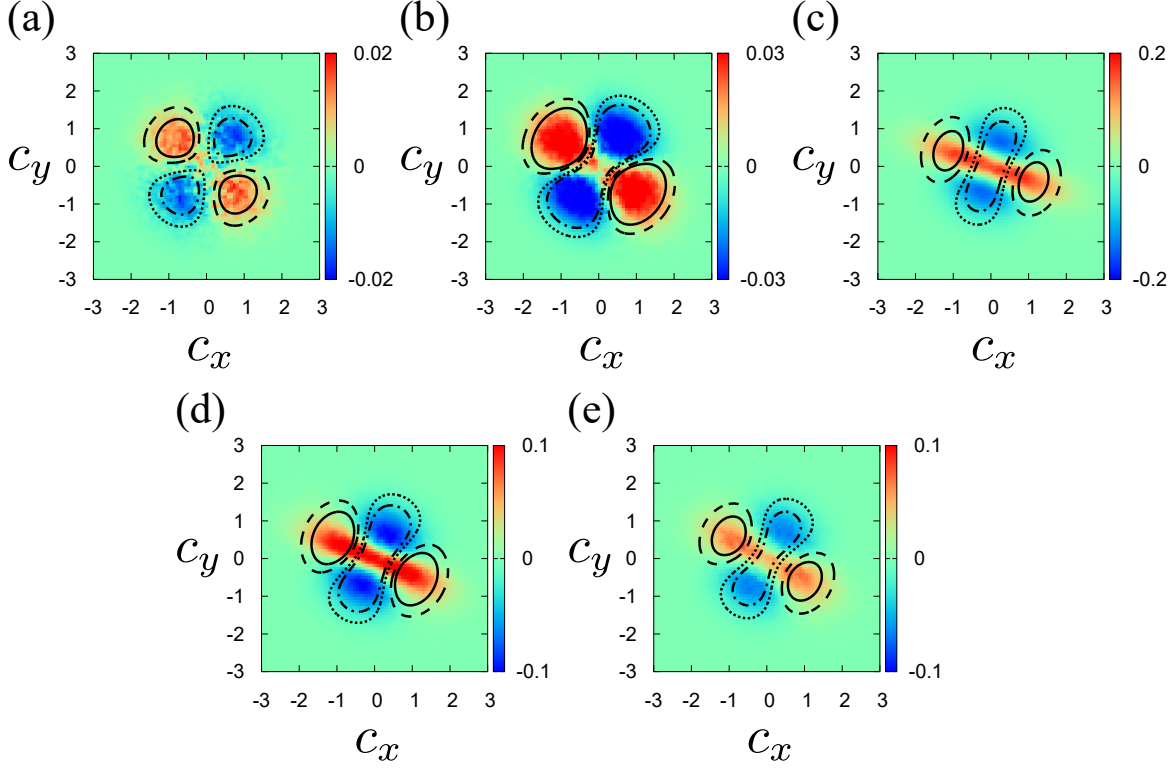 (a) (b) (c)
3 0.02 3 0.03 3 0.2
2 2 2
1 1 1
c_y 0 0 c_y 0 0 c_y 0 0
-1 -1 -1
-2 -2 -2
-3 -0.02 -3 -0.03 -3 -0.2
-3 -2 -1 0 1 2 3 -3 -2 -1 0 1 2 3 -3 -2 -1 0 1 2 3
c_x c_x c_x
(d) (e)
3 0.1 3 0.1
2 2
1 1
c_y 0 0 c_y 0 0
-1 -1
-2 -2
-3 -0.1 -3 -0.1
-3 -2 -1 0 1 2 3 -3 -2 -1 0 1 2 3
c_x c_x